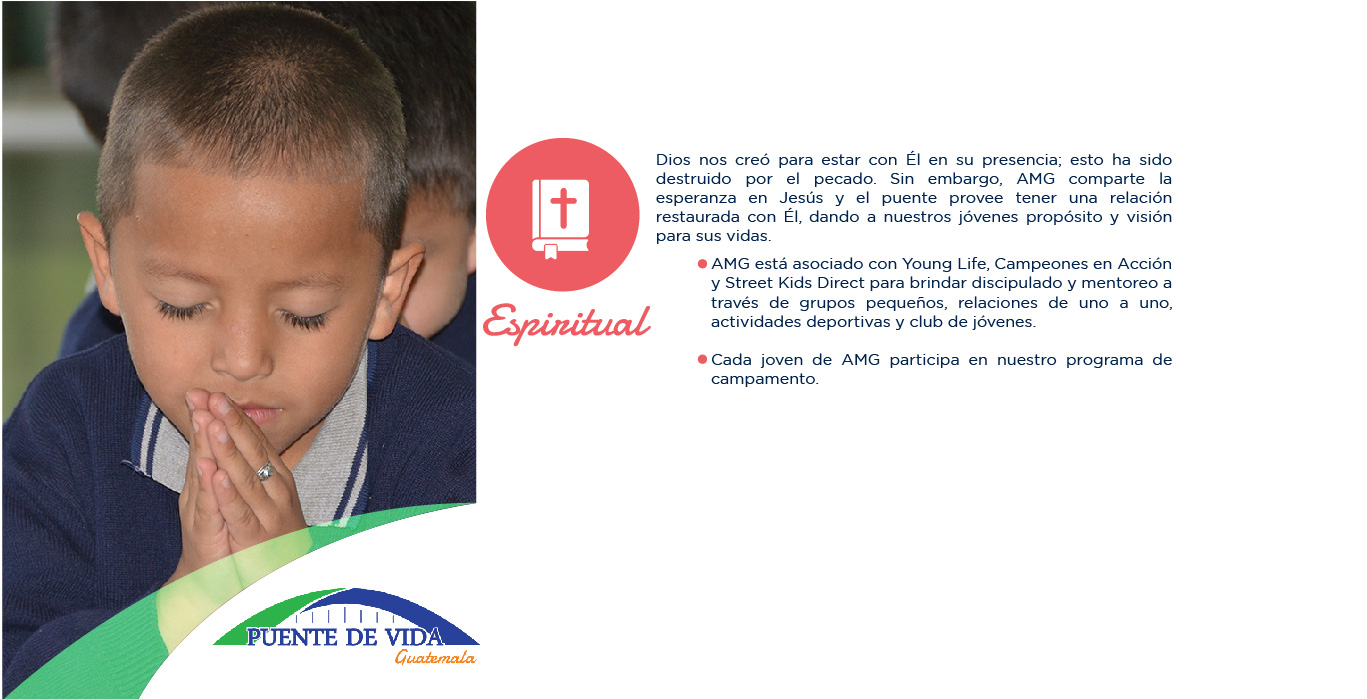 Dios nos creó para estar con Él en su presencia; esto ha sido
destruido por el pecado. Sin embargo, AMG comparte la
esperanza en Jesús y el puente provee tener una relación
restaurada con Él, dando a nuestros jóvenes propósito y visión
para sus vidas.
Espiritual
AMG está asociado con Young Life, Campeones en Acción
y Street Kids Direct para brindar discipulado y mentoreo a
través de grupos pequeños, relaciones de uno a uno,
actividades deportivas y club de jóvenes.
Cada joven de AMG participa en nuestro programa de
campamento.
PUENTE DE VIDA
Guatemala